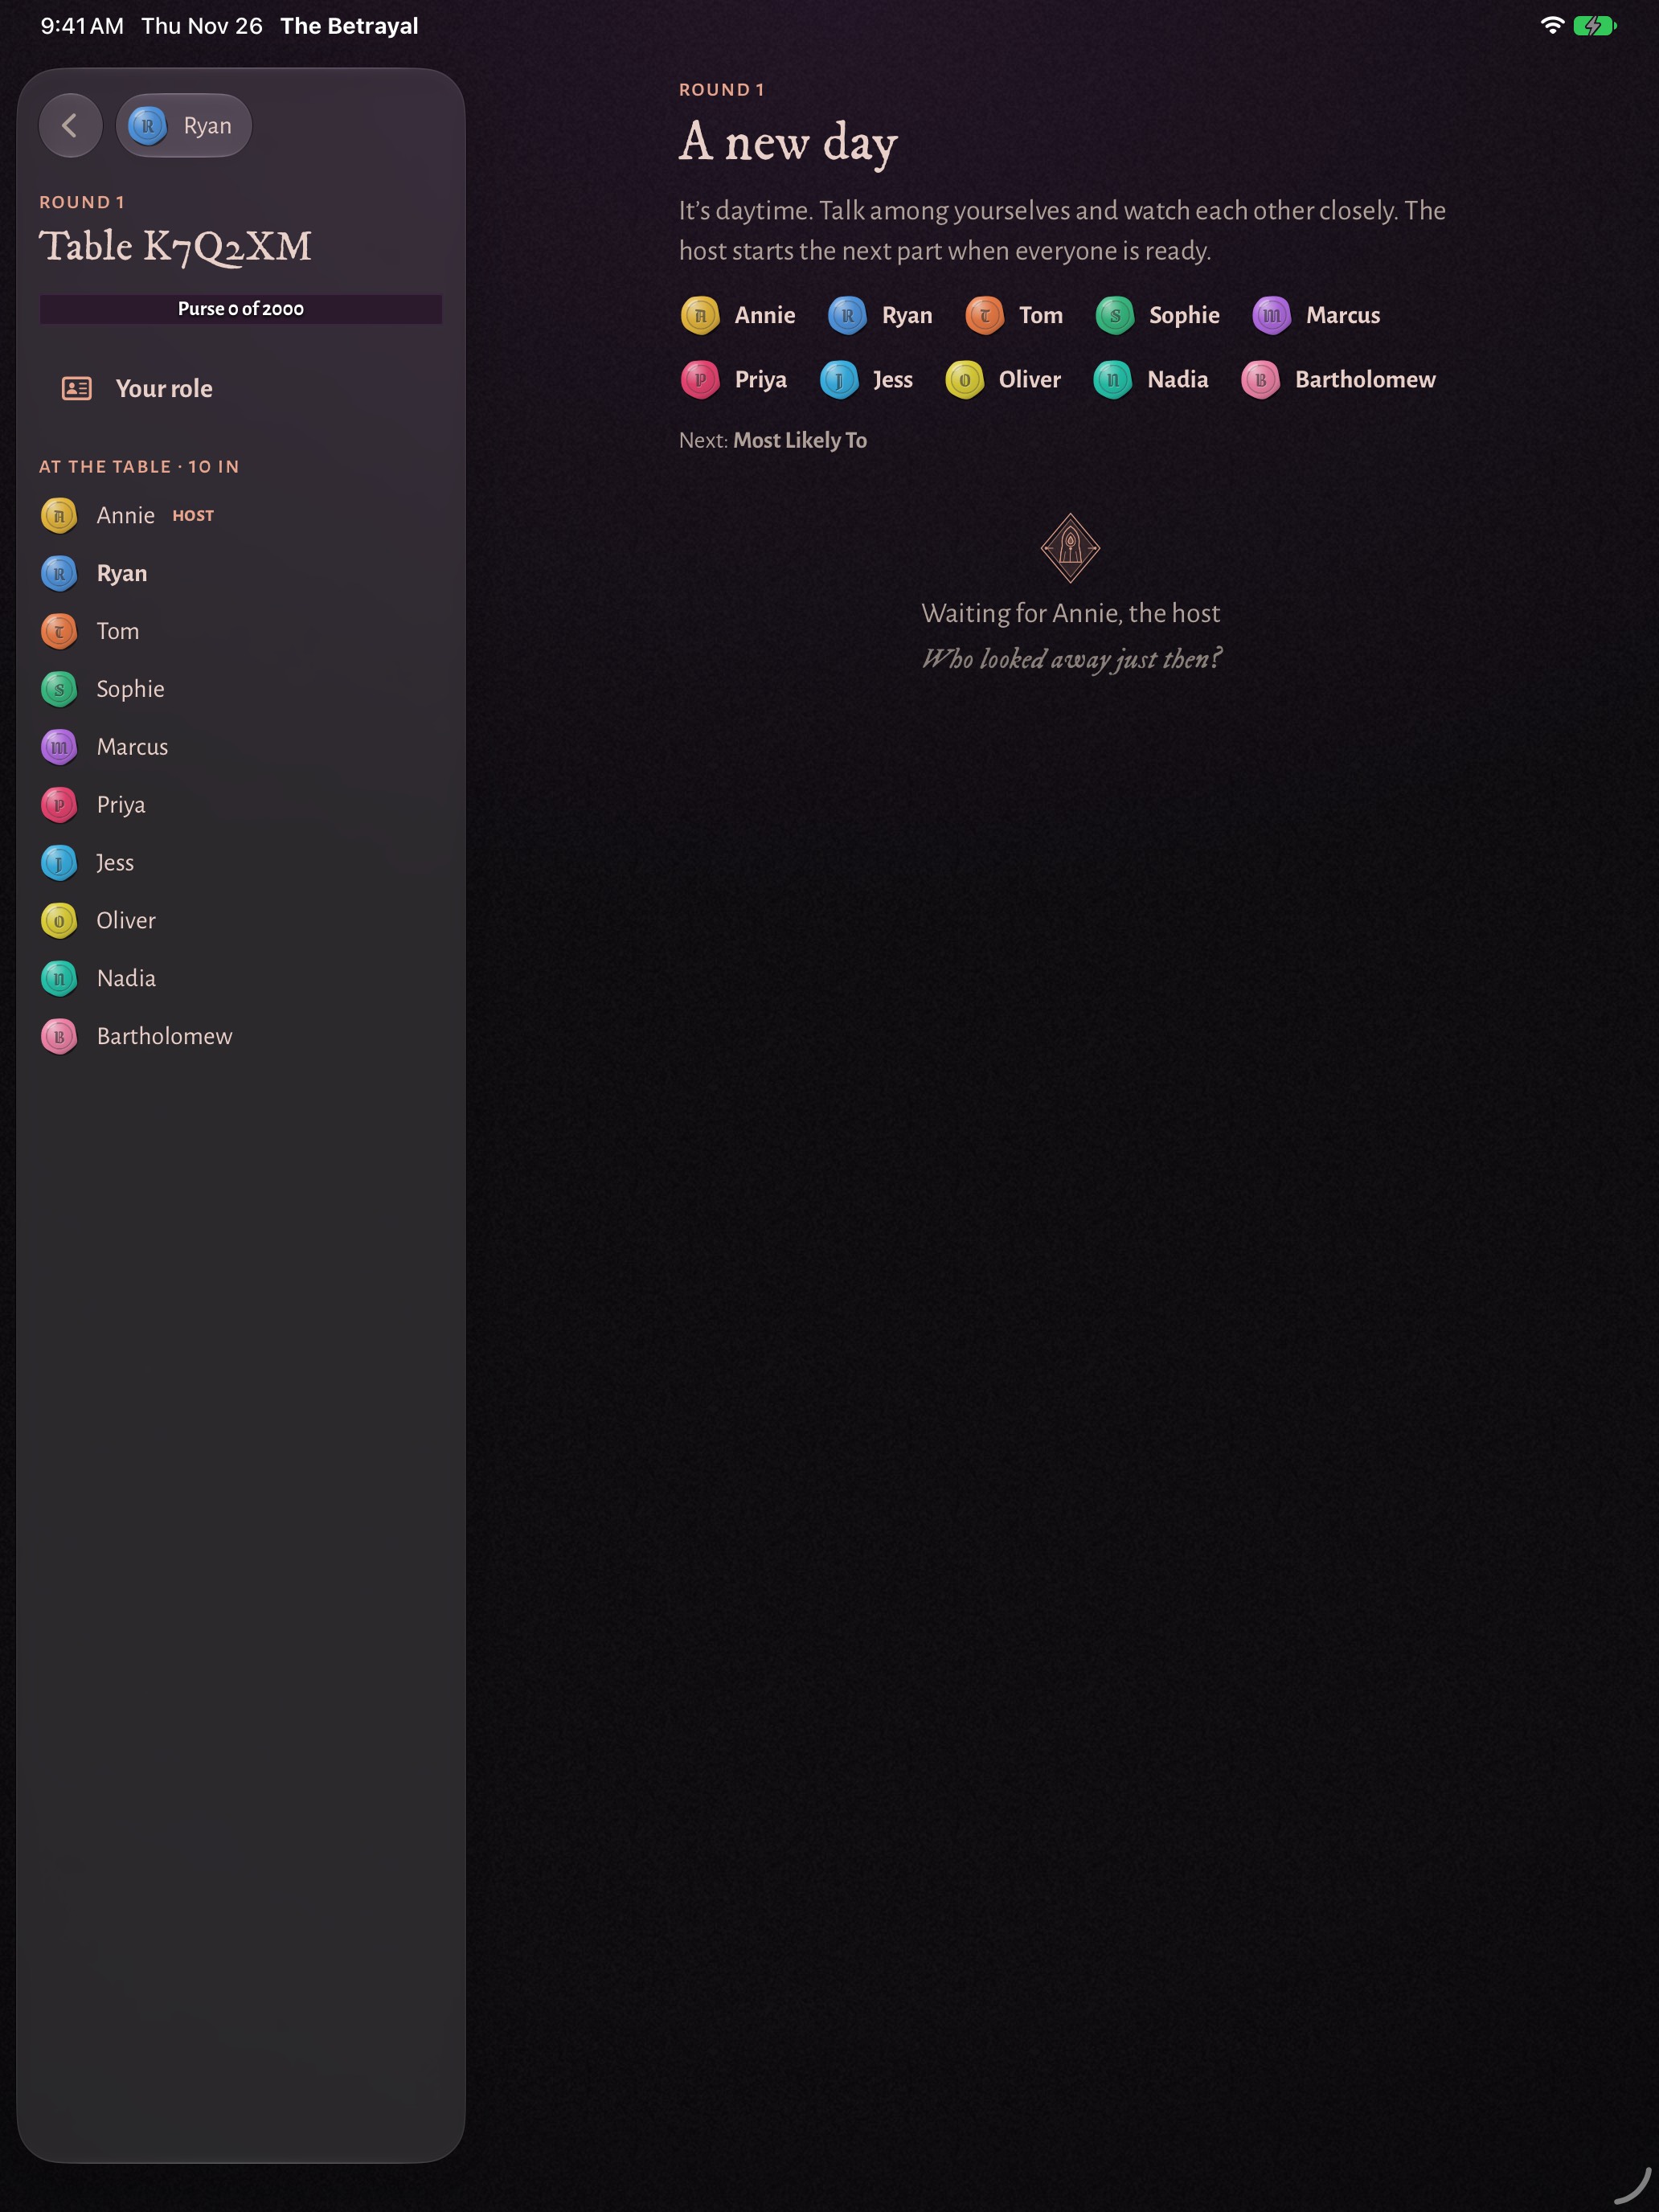 9:41 AM Thu Nov 26 The Betrayal
R Ryan
ROUND 1
Table K7Q2XM
Purse 0 of 2000
Your role
AT THE TABLE · 10 IN
A Annie HOST
R Ryan
T Tom
S Sophie
M Marcus
P Priya
J Jess
O Oliver
N Nadia
B Bartholomew
ROUND 1
A new day
It's daytime. Talk among yourselves and watch each other closely. The
host starts the next part when everyone is ready.
A Annie R Ryan T Tom S Sophie M Marcus
P Priya J Jess O Oliver N Nadia B Bartholomew
Next: Most Likely To
Waiting for Annie, the host
Who looked away just then?